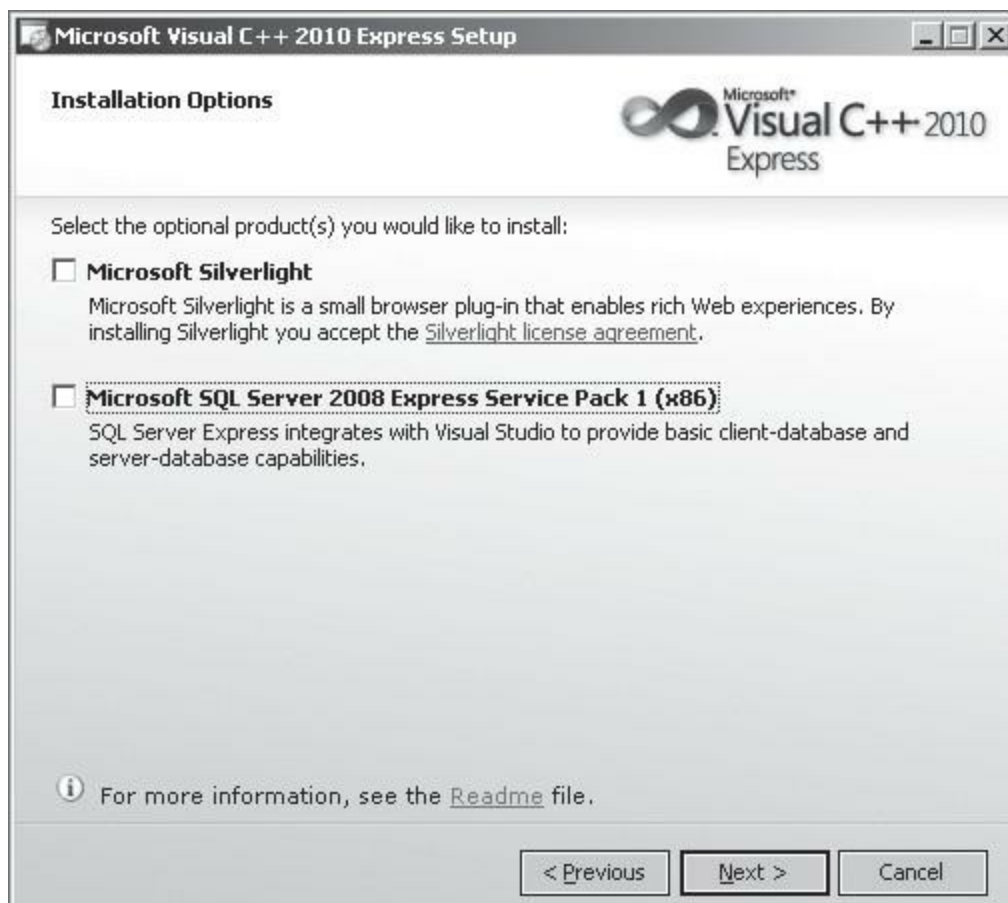 Microsoft Visual C++ 2010 Express Setup
Installation Options
Microsoft®
Visual C++ 2010
Express
Select the optional product(s) you would like to install:
Microsoft Silverlight
Microsoft Silverlight is a small browser plug-in that enables rich Web experiences. By
installing Silverlight you accept the Silverlight license agreement.
Microsoft SQL Server 2008 Express Service Pack 1 (x86)
SQL Server Express integrates with Visual Studio to provide basic client-database and
server-database capabilities.
For more information, see the Readme file.
< Previous
Next >
Cancel